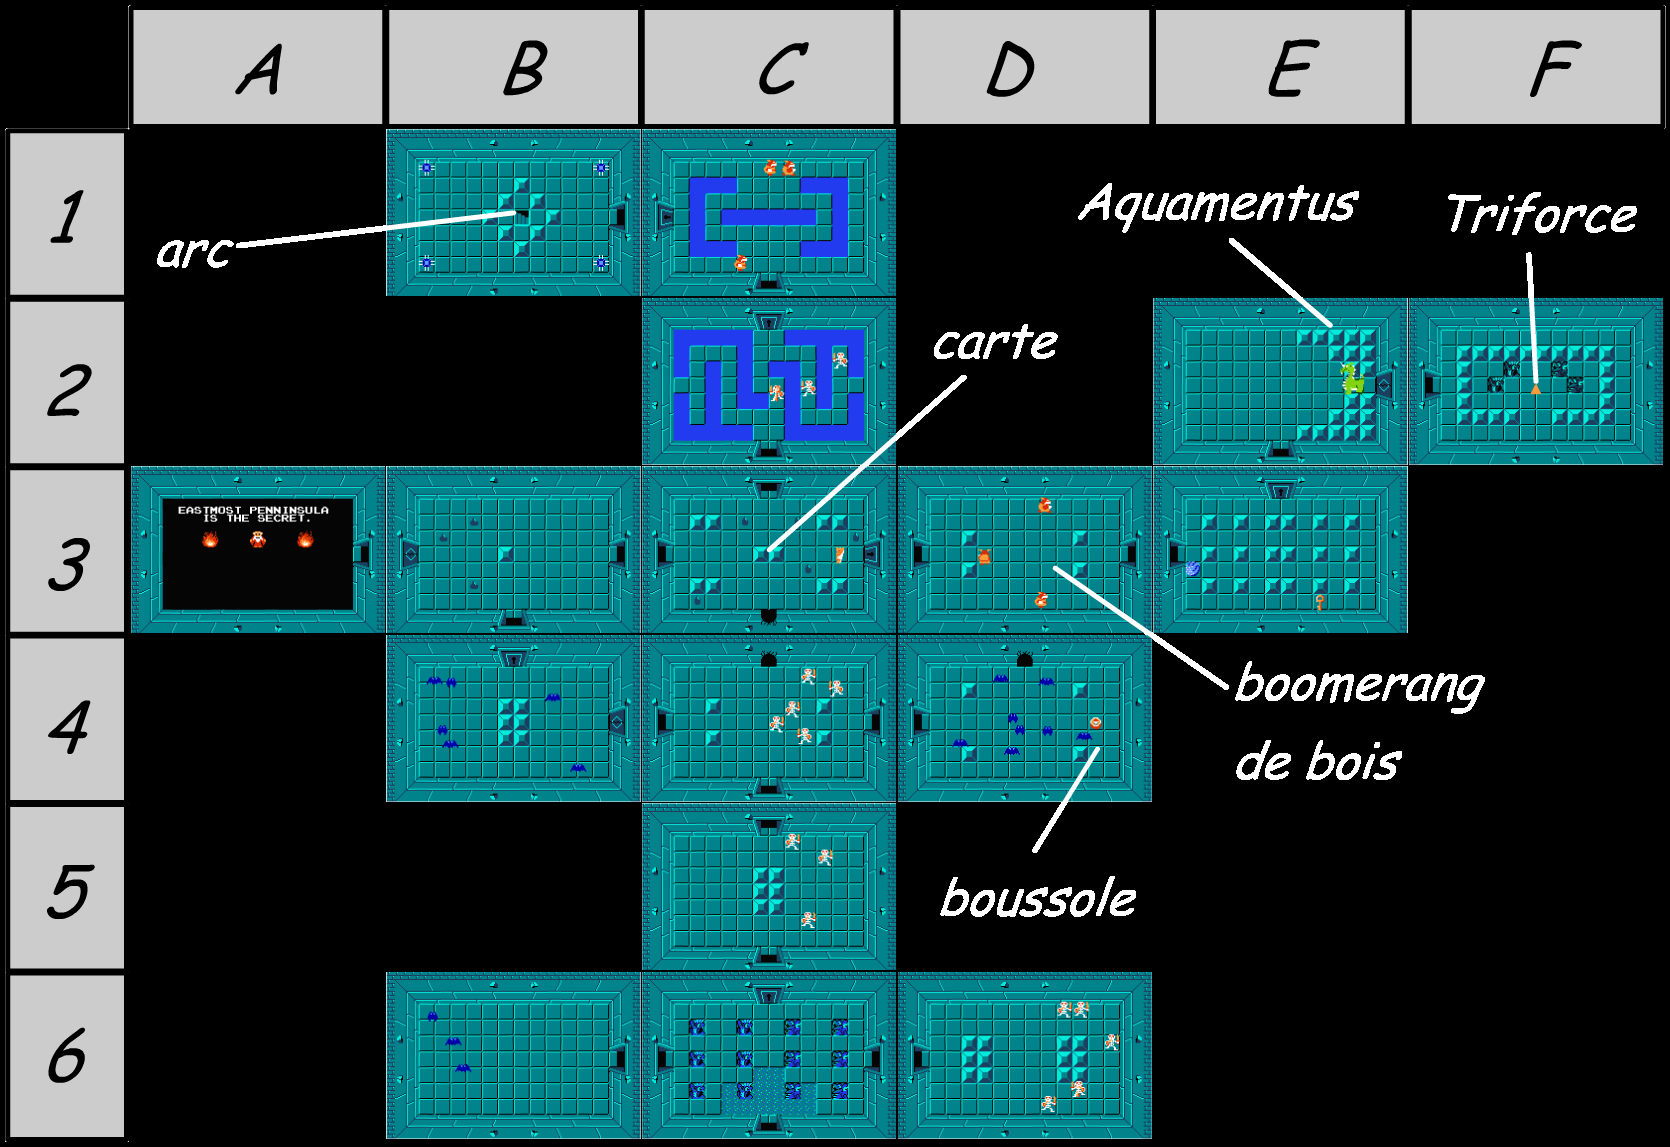 A B C D E F
1
arc
Aquamentus
Triforce
2
carte
3
EASTMOST PENNINSULA
IS THE SECRET.
boomerang
de bois
4
boussole
5
6